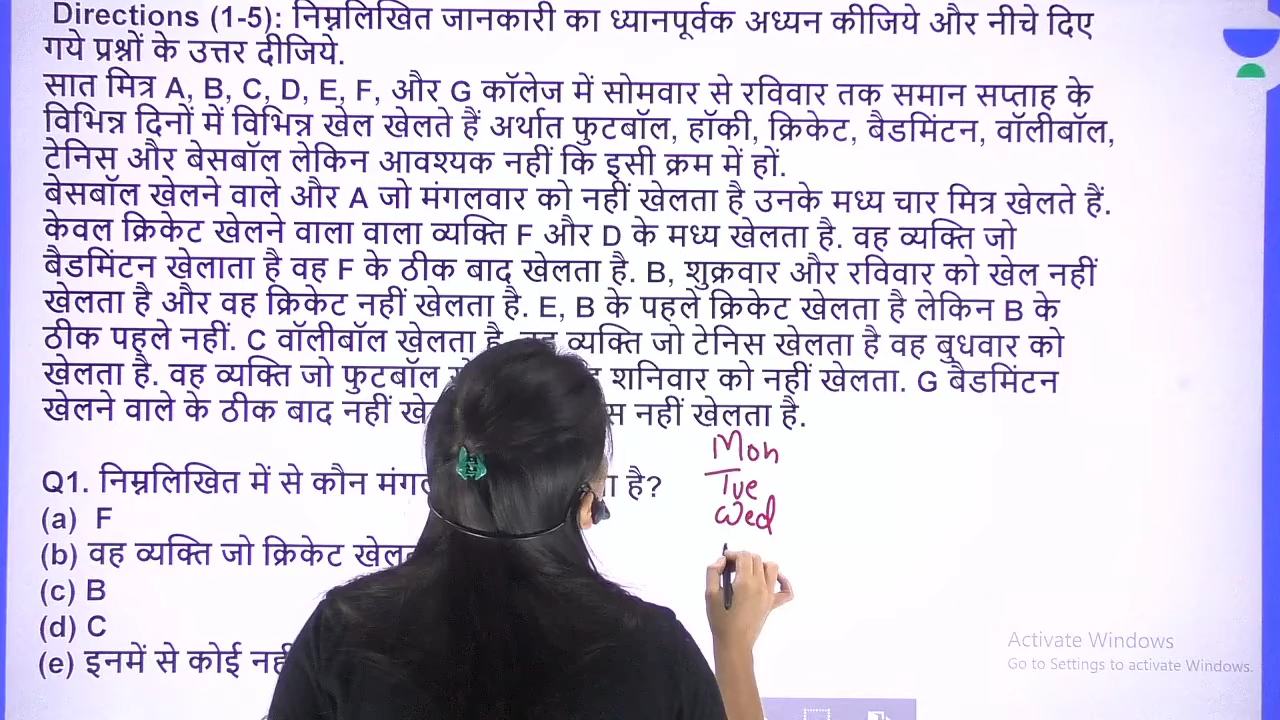 Directions (1-5): निम्नलिखित जानकारी का ध्यानपूर्वक अध्यन कीजिये और नीचे दिए
गये प्रश्नों के उत्तर दीजिये.
सात मित्र A, B, C, D, E, F, और G कॉलेज में सोमवार से रविवार तक समान सप्ताह के
विभिन्न दिनों में विभिन्न खेल खेलते हैं अर्थात फुटबॉल, हॉकी, क्रिकेट, बैडमिंटन, वॉलीबॉल,
टेनिस और बेसबॉल लेकिन आवश्यक नहीं कि इसी क्रम में हों.
बेसबॉल खेलने वाले और A जो मंगलवार को नहीं खेलता है उनके मध्य चार मित्र खेलते हैं.
केवल क्रिकेट खेलने वाला वाला व्यक्ति F और D के मध्य खेलता है. वह व्यक्ति जो
बैडमिंटन खेलाता है वह F के ठीक बाद खेलता है. B, शुक्रवार और रविवार को खेल नहीं
खेलता है और वह क्रिकेट नहीं खेलता है. E, B के पहले क्रिकेट खेलता है लेकिन B के
ठीक पहले नहीं. C वॉलीबॉल खेलता है व्यक्ति जो टेनिस खेलता है वह बुधवार को
खेलता है. वह व्यक्ति जो फुटबॉल शनिवार को नहीं खेलता. G बैडमिंटन
खेलने वाले के ठीक बाद नहीं नहीं खेलता है.
Q1. निम्नलिखित में से कौन है?
(a) F
(b) वह व्यक्ति जो क्रिकेट
(c) B
(d) C
(e) इनमें से कोई
Mon
Tue
Wed
Activate Windows
Go to Settings to activate Windows.